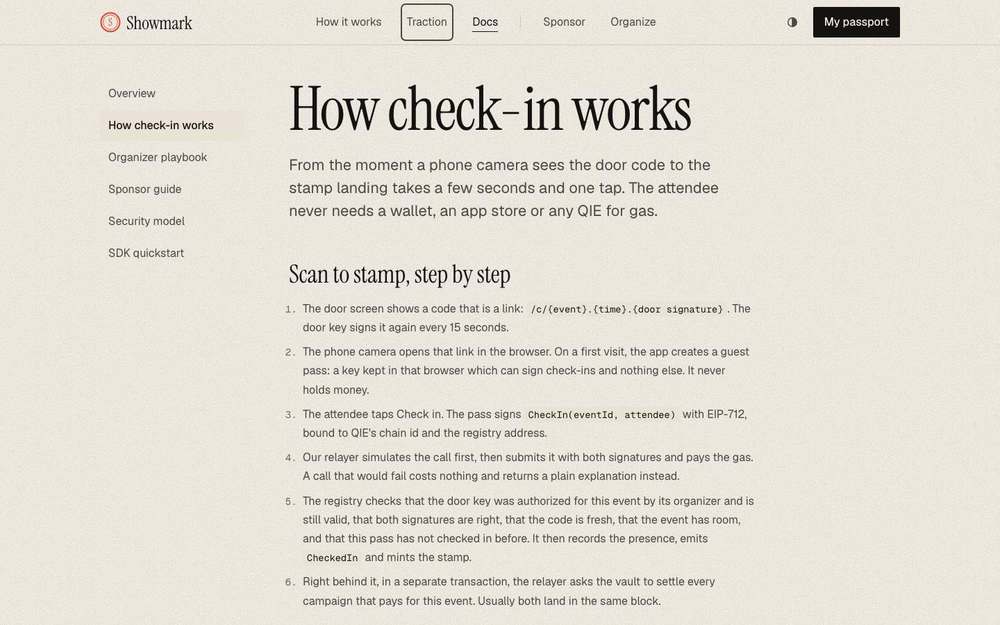 Showmark
How it works
Traction
Docs
Sponsor
Organize
My passport
Overview
How check-in works
Organizer playbook
Sponsor guide
Security model
SDK quickstart
How check-in works
From the moment a phone camera sees the door code to the
stamp landing takes a few seconds and one tap. The attendee
never needs a wallet, an app store or any QIE for gas.
Scan to stamp, step by step
1. The door screen shows a code that is a link: /c/{event}.{time}.{door signature} . The
door key signs it again every 15 seconds.
2. The phone camera opens that link in the browser. On a first visit, the app creates a guest
pass: a key kept in that browser which can sign check-ins and nothing else. It never
holds money.
3. The attendee taps Check in. The pass signs CheckIn(eventId, attendee) with EIP-712,
bound to QIE's chain id and the registry address.
4. Our relayer simulates the call first, then submits it with both signatures and pays the gas.
A call that would fail costs nothing and returns a plain explanation instead.
5. The registry checks that the door key was authorized for this event by its organizer and is
still valid, that both signatures are right, that the code is fresh, that the event has room,
and that this pass has not checked in before. It then records the presence, emits
CheckedIn and mints the stamp.
6. Right behind it, in a separate transaction, the relayer asks the vault to settle every
campaign that pays for this event. Usually both land in the same block.